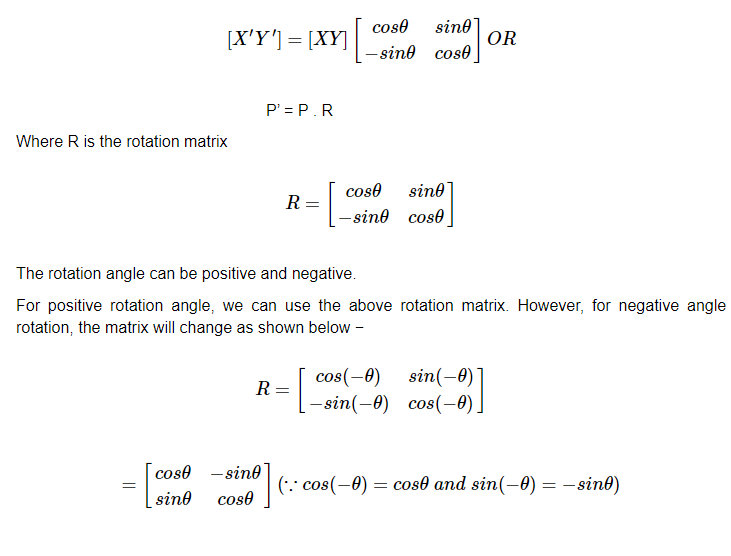 [X′Y′] = [XY] [cosθ sinθ
−sinθ cosθ] OR
P’ = P . R
Where R is the rotation matrix
R = [cosθ sinθ
−sinθ cosθ]
The rotation angle can be positive and negative.
For positive rotation angle, we can use the above rotation matrix. However, for negative angle
rotation, the matrix will change as shown below −
R = [cos(−θ) sin(−θ)
−sin(−θ) cos(−θ)]
= [cosθ −sinθ
sinθ cosθ] (∵ cos(−θ) = cosθ and sin(−θ) = −sinθ)